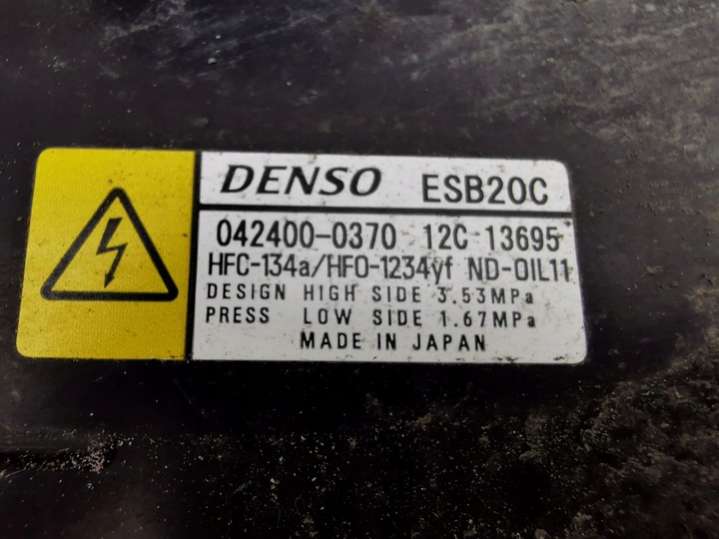 DENSO ESB20C
042400-0370 12C 13695
HFC-134a/HFO-1234yf ND-OIL11
DESIGN HIGH SIDE 3.53MPa
PRESS LOW SIDE 1.67MPa
MADE IN JAPAN